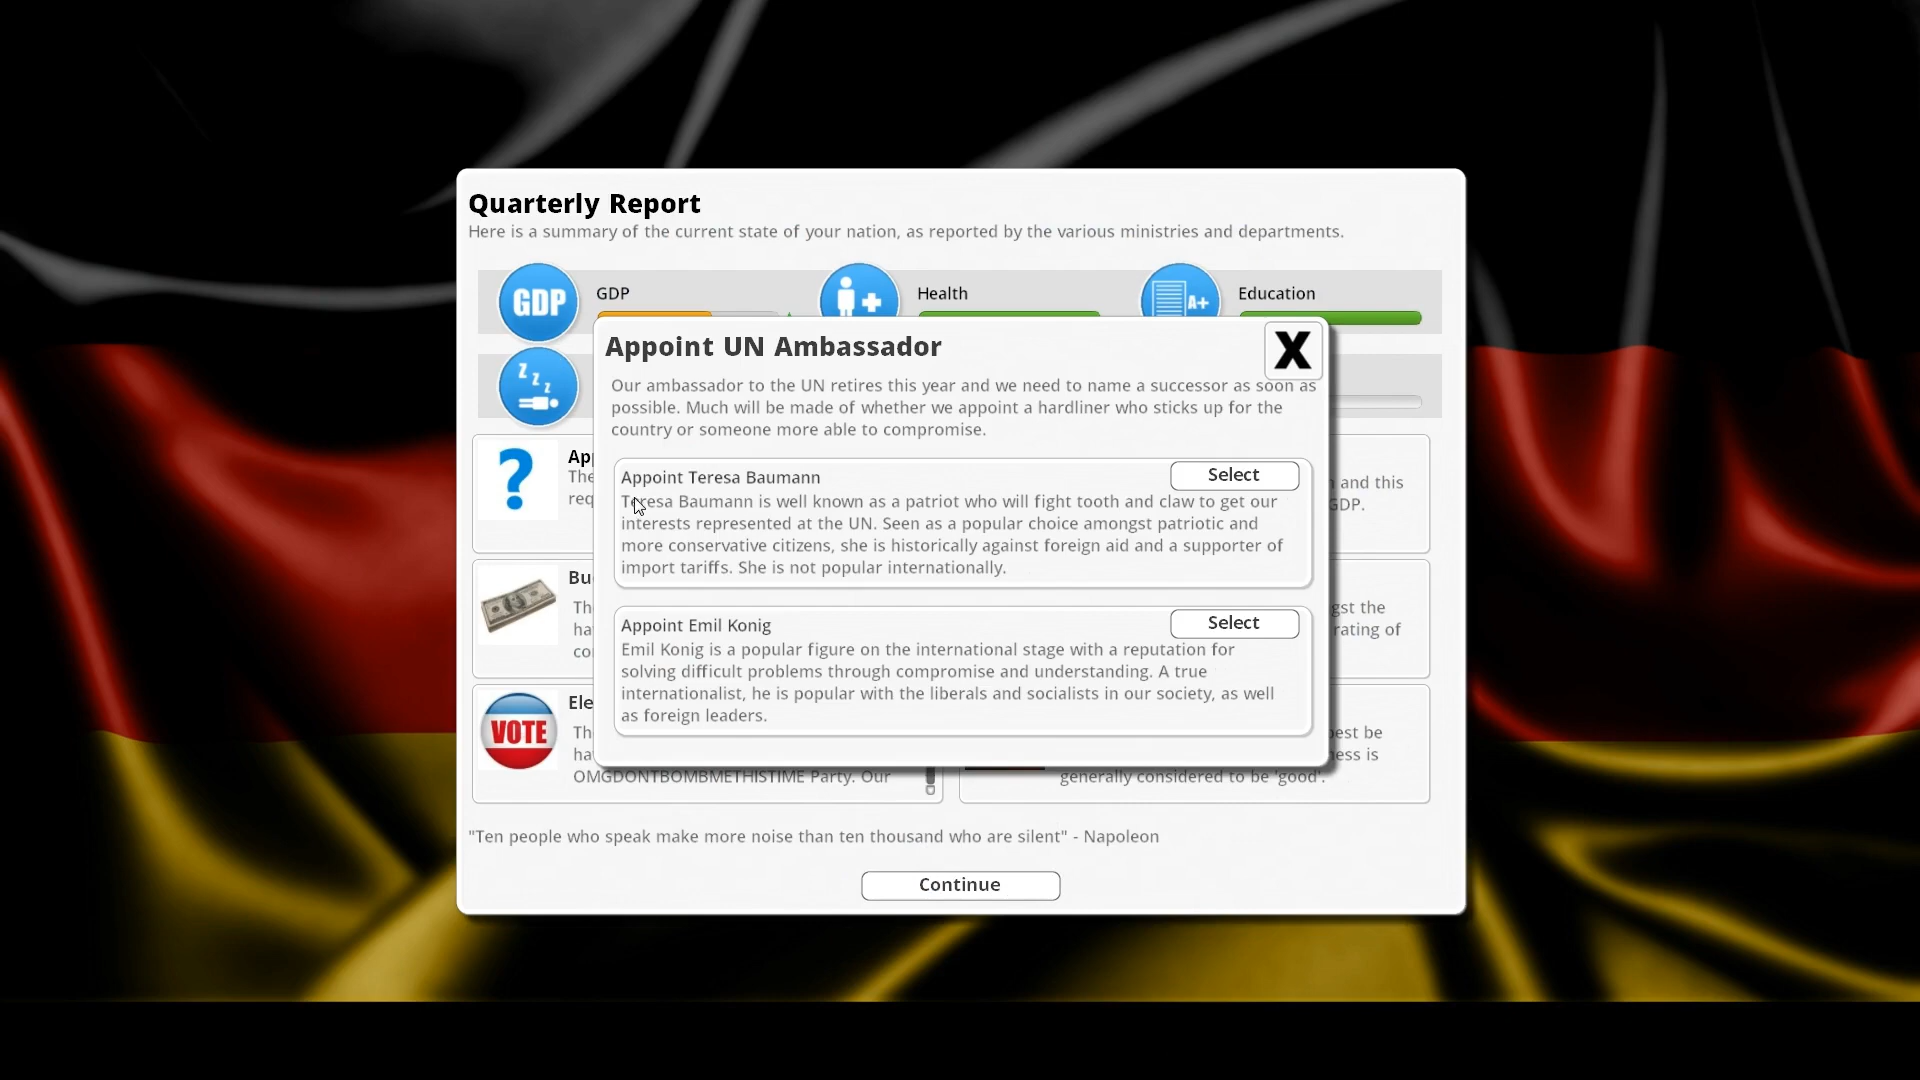 Quarterly Report
Here is a summary of the current state of your nation, as reported by the various ministries and departments.
GDP
GDP
Health
A+
Education
Z Z Z
Appoint UN Ambassador
X
Our ambassador to the UN retires this year and we need to name a successor as soon as
possible. Much will be made of whether we appoint a hardliner who sticks up for the
country or someone more able to compromise.
Appoint Teresa Baumann
Select
Teresa Baumann is well known as a patriot who will fight tooth and claw to get our
interests represented at the UN. Seen as a popular choice amongst patriotic and
more conservative citizens, she is historically against foreign aid and a supporter of
import tariffs. She is not popular internationally.
Appoint Emil Konig
Select
Emil Konig is a popular figure on the international stage with a reputation for
solving difficult problems through compromise and understanding. A true
internationalist, he is popular with the liberals and socialists in our society, as well
as foreign leaders.
?
and this
GDP.
the
rating of
VOTE
be
is
OMGDONTBOMBMETHISTIME Party. Our
generally considered to be 'good'.
"Ten people who speak make more noise than ten thousand who are silent" - Napoleon
Continue